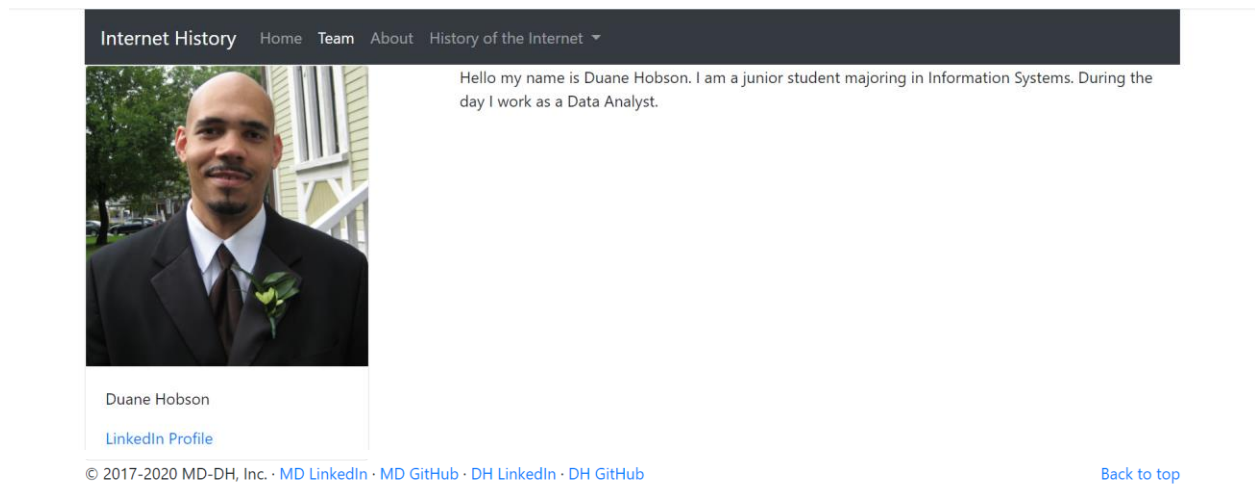 Internet History Home Team About History of the Internet
Hello my name is Duane Hobson. I am a junior student majoring in Information Systems. During the
day I work as a Data Analyst.
Duane Hobson
LinkedIn Profile
© 2017-2020 MD-DH, Inc. · MD LinkedIn · MD GitHub · DH LinkedIn · DH GitHub Back to top